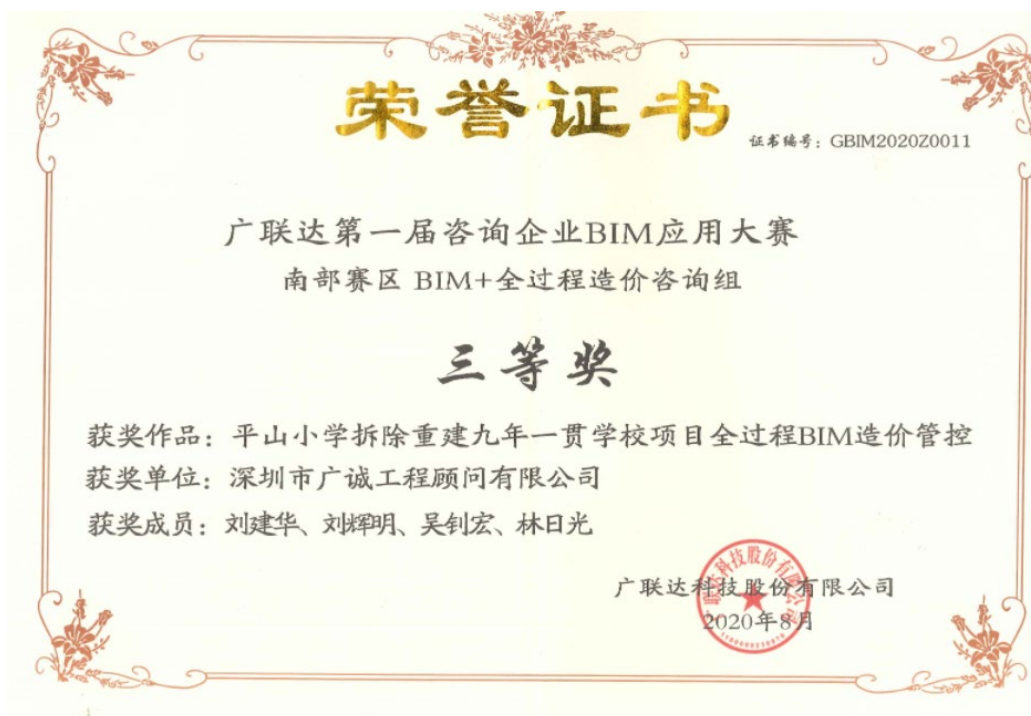 荣誉证书
证书编号：GBIM2020Z0011
广联达第一届咨询企业BIM应用大赛
南部赛区 BIM+全过程造价咨询组
三等奖
获奖作品：平山小学拆除重建九年一贯学校项目全过程BIM造价管控
获奖单位：深圳市广诚工程顾问有限公司
获奖成员：刘建华、刘辉明、吴钊宏、林日光
广联达科技股份有限公司
2020年8月